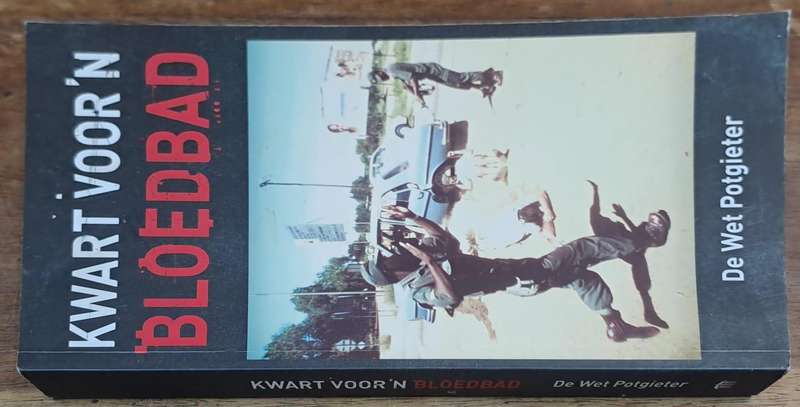 KWART VOOR'N
BLOEDBAD
De Wet Potgieter
KWART VOOR'N BLOEDBAD De Wet Potgieter